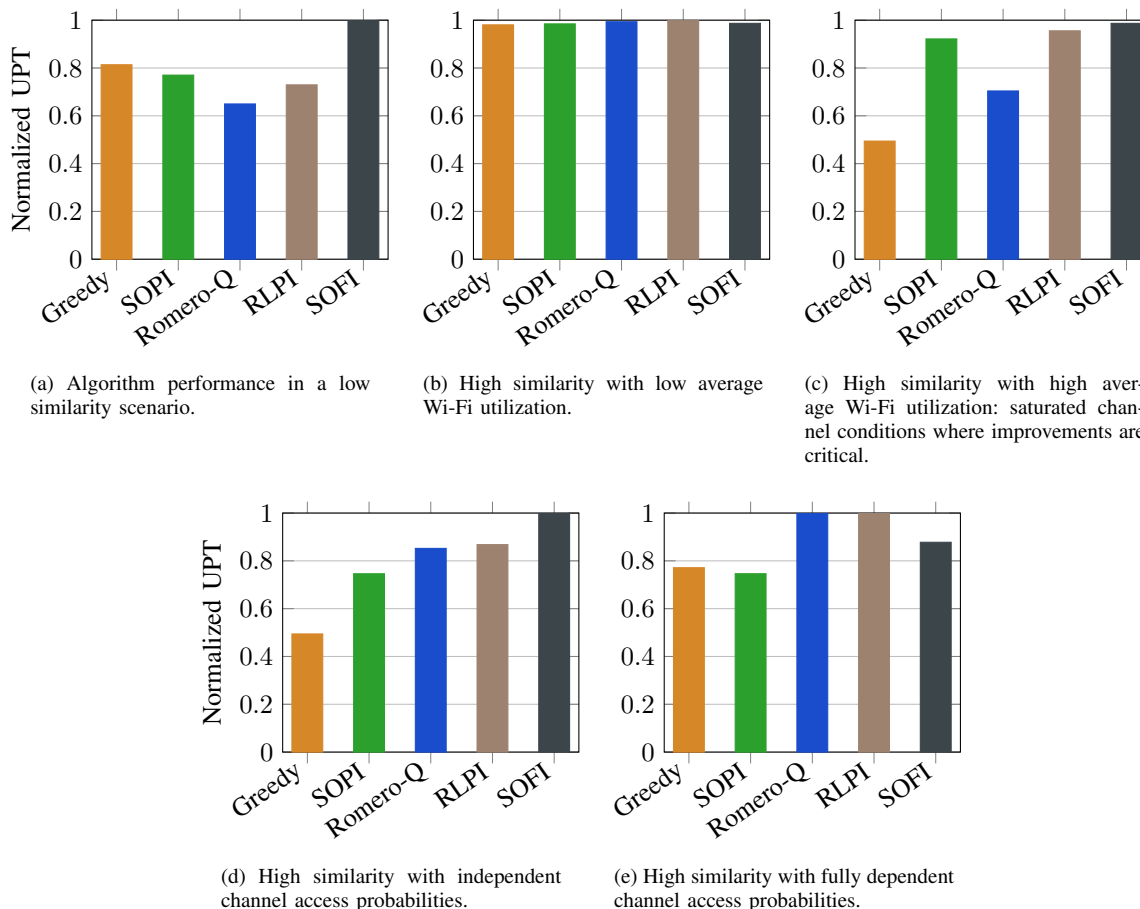 Normalized UPT
1
0.8
0.6
0.4
0.2
0
Greedy
SOPI
Romero-Q
RLPI
SOFI
(a) Algorithm performance in a low
similarity scenario.
1
0.8
0.6
0.4
0.2
0
Greedy
SOPI
Romero-Q
RLPI
SOFI
(b) High similarity with low average
Wi-Fi utilization.
1
0.8
0.6
0.4
0.2
0
Greedy
SOPI
Romero-Q
RLPI
SOFI
(c) High similarity with high aver-
age Wi-Fi utilization: saturated chan-
nel conditions where improvements are
critical.
Normalized UPT
1
0.8
0.6
0.4
0.2
0
Greedy
SOPI
Romero-Q
RLPI
SOFI
(d) High similarity with independent
channel access probabilities.
1
0.8
0.6
0.4
0.2
0
Greedy
SOPI
Romero-Q
RLPI
SOFI
(e) High similarity with fully dependent
channel access probabilities.